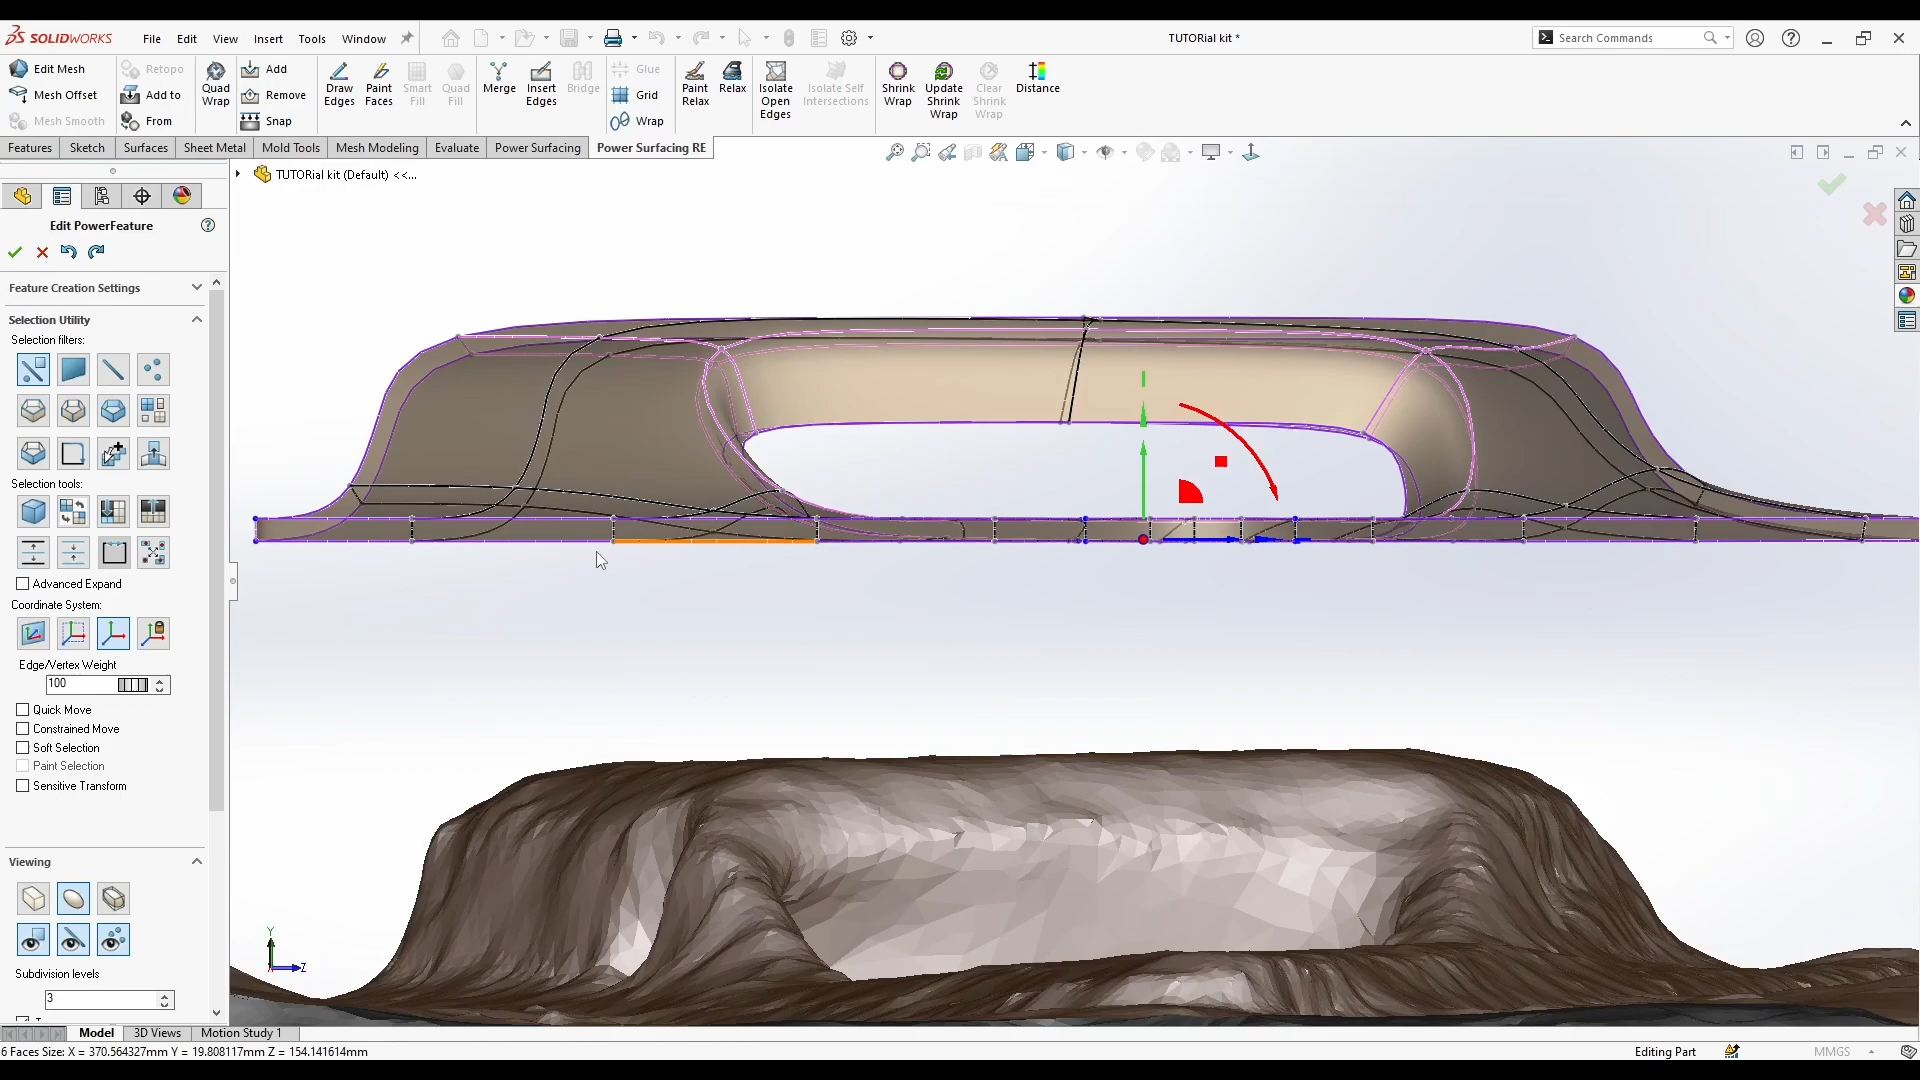 SOLIDWORKS
File Edit View Insert Tools Window
TUTORial kit *
Search Commands
Edit Mesh
Mesh Offset
Mesh Smooth
Retopo
Add to
From
Quad Wrap
Add
Remove
Snap
Draw Edges
Paint Faces
Smart Fill
Quad Fill
Merge
Insert Edges
Bridge
Glue
Grid
Wrap
Paint Relax
Relax
Isolate Open Edges
Isolate Self Intersections
Shrink Wrap
Update Shrink Wrap
Clear Shrink Wrap
Distance
Features Sketch Surfaces Sheet Metal Mold Tools Mesh Modeling Evaluate Power Surfacing Power Surfacing RE
TUTORial kit (Default) <<...
Edit PowerFeature
Feature Creation Settings
Selection Utility
Selection filters:
Selection tools:
Advanced Expand
Coordinate System:
Edge/Vertex Weight
100
Quick Move
Constrained Move
Soft Selection
Paint Selection
Sensitive Transform
Viewing
Subdivision levels
3
Y
Z
Model 3D Views Motion Study 1
6 Faces Size: X = 370.564327mm Y = 19.808117mm Z = 154.141614mm
Editing Part
MMGS